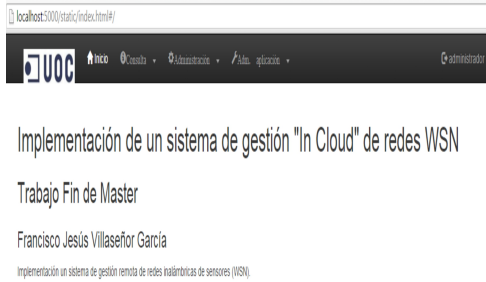 localhost:5000/static/index.html#/
UOC Inicio Consulta Administración Adm. aplicación administrador
Implementación de un sistema de gestión "In Cloud" de redes WSN
Trabajo Fin de Master
Francisco Jesús Villaseñor García
Implementación un sistema de gestión remota de redes inalámbricas de sensores (WSN).